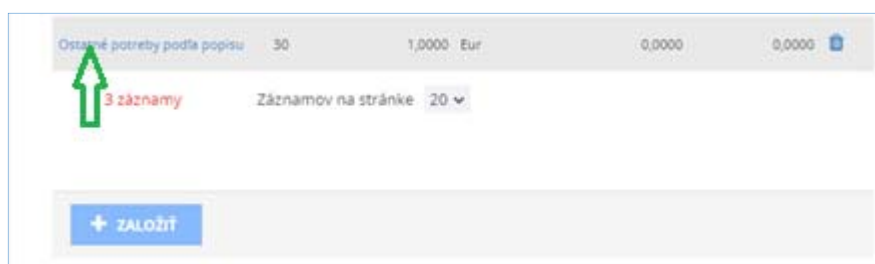 Ostatné potreby podľa popisu 30 1,0000 Eur 0,0000 0,0000
3 záznamy Záznamov na stránke 20
+ ZALOŽIŤ